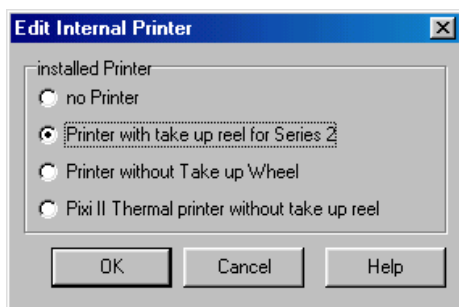 Edit Internal Printer
installed Printer
no Printer
Printer with take up reel for Series 2
Printer without Take up Wheel
Pixi II Thermal printer without take up reel
OK Cancel Help